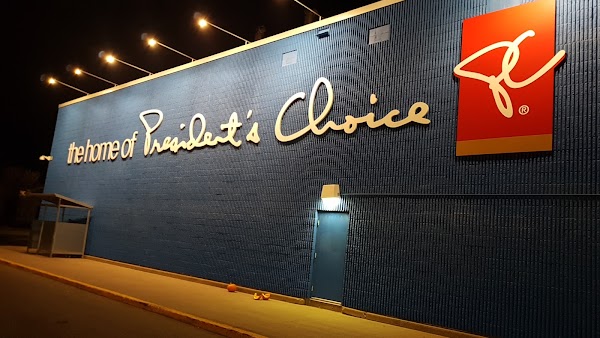 the home of President's Choice
PC®